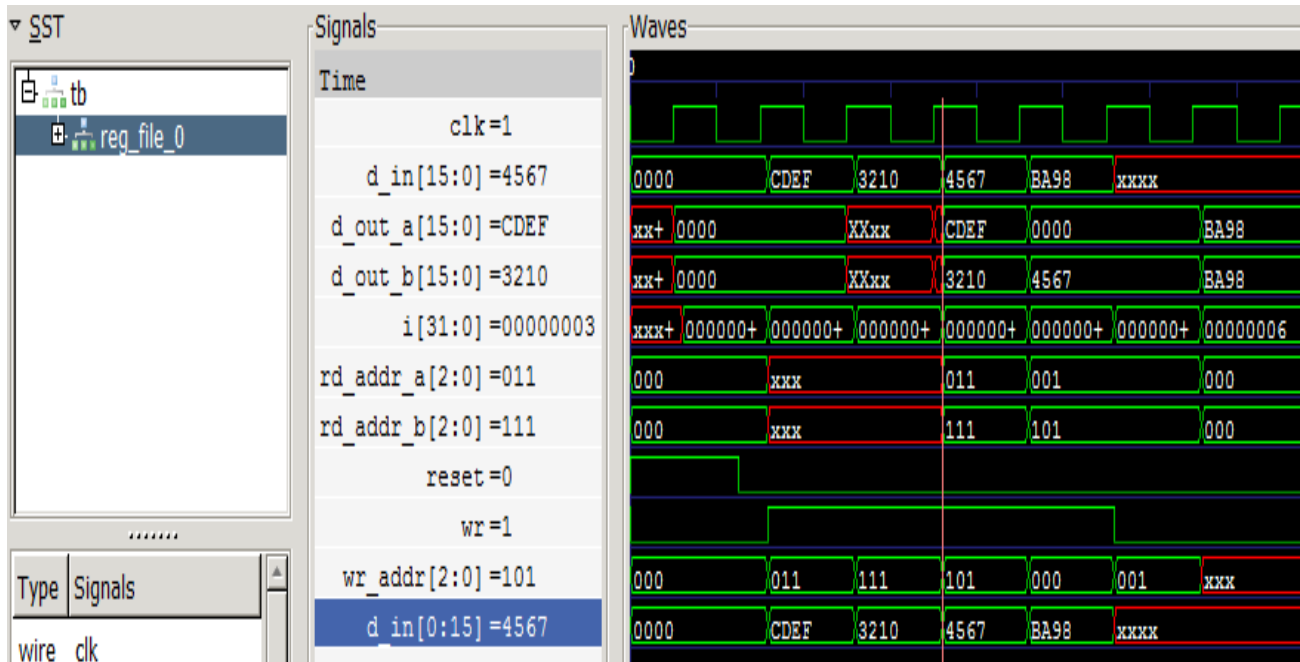 SST
tb
reg_file_0
Type Signals
wire clk
Signals
Time
clk=1
d_in[15:0]=4567
d_out_a[15:0]=CDEF
d_out_b[15:0]=3210
i[31:0]=00000003
rd_addr_a[2:0]=011
rd_addr_b[2:0]=111
reset=0
wr=1
wr_addr[2:0]=101
d_in[0:15]=4567
Waves
0
0000 CDEF 3210 4567 BA98 xxxx
xx+ 0000 XXxx CDEF 0000 BA98
xx+ 0000 XXxx 3210 4567 BA98
xxx+ 000000+ 000000+ 000000+ 000000+ 000000+ 000000+ 00000006
000 xxx 011 001 000
000 xxx 111 101 000
000 011 111 101 000 001 xxx
0000 CDEF 3210 4567 BA98 xxxx